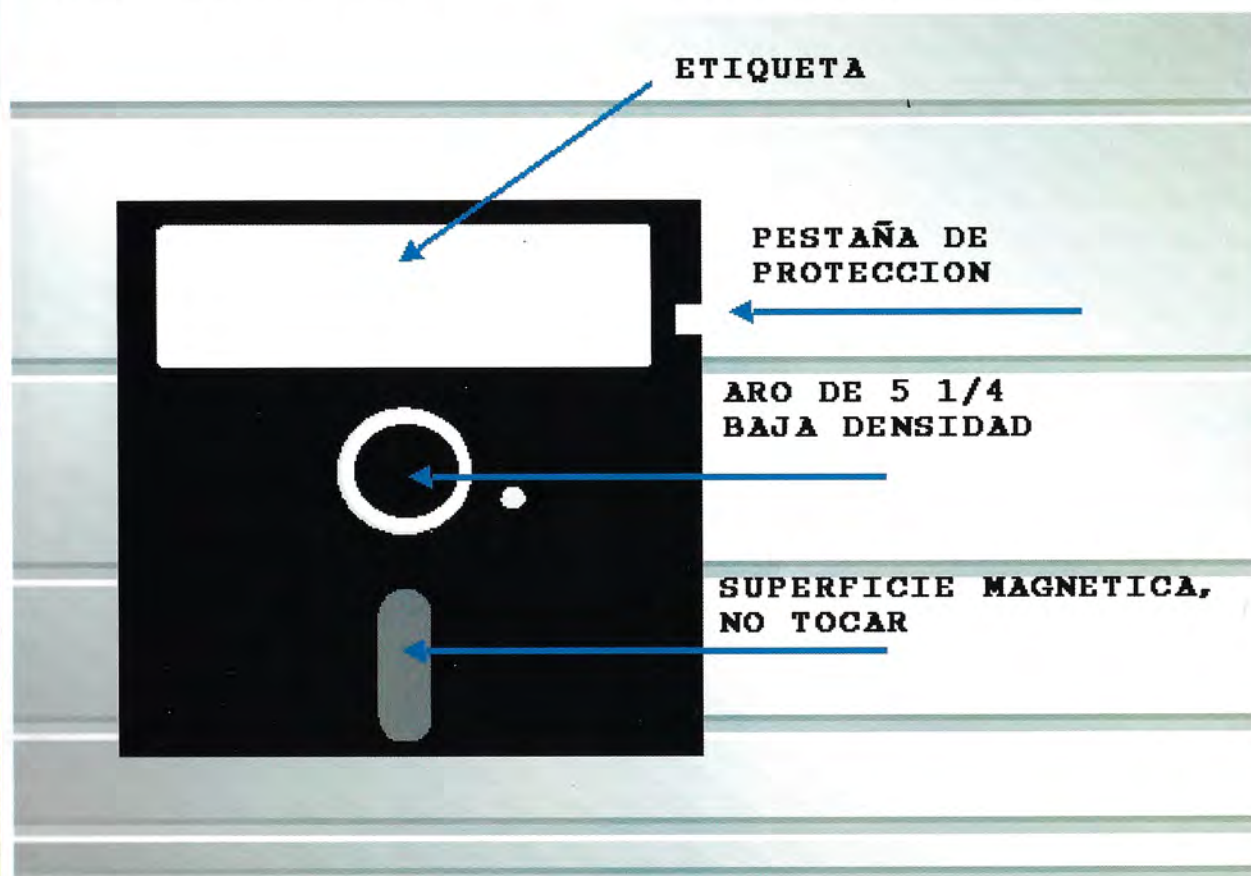 ETIQUETA
PESTAÑA DE
PROTECCION
ARO DE 5 1/4
BAJA DENSIDAD
SUPERFICIE MAGNETICA,
NO TOCAR